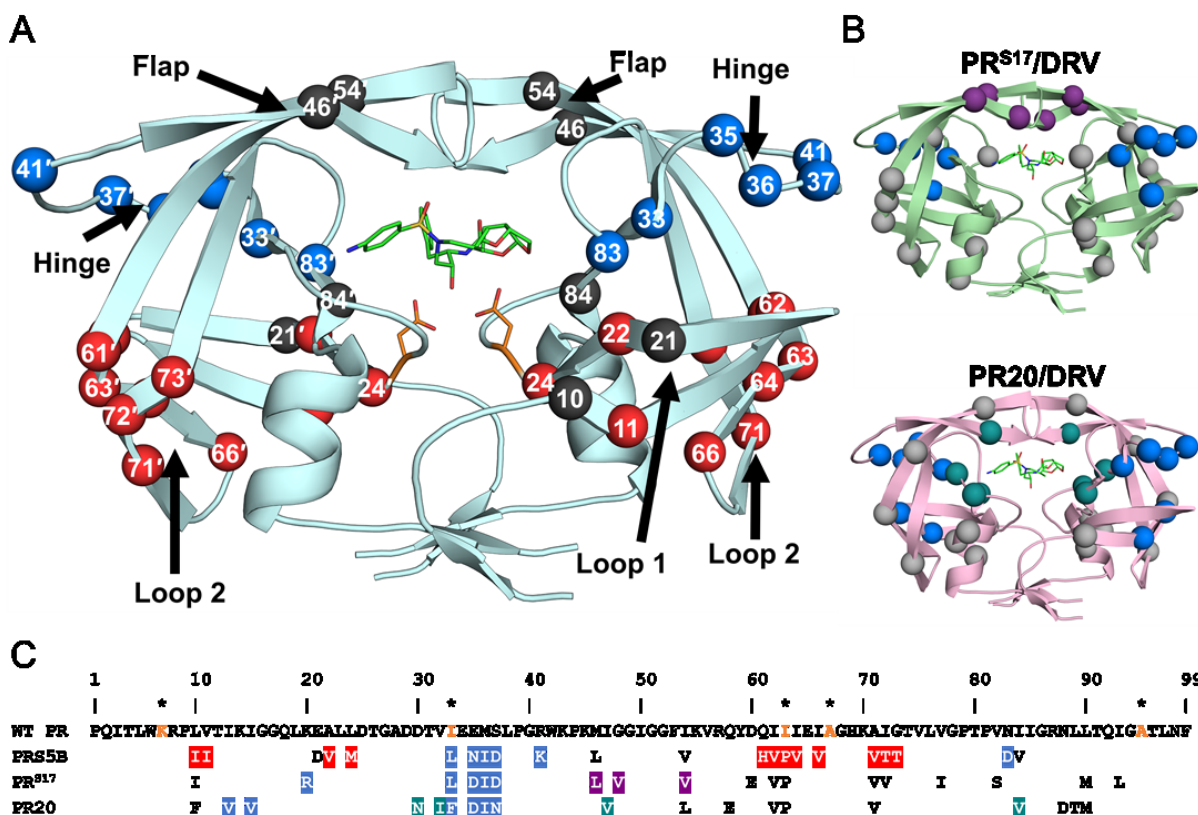 A
B
Flap
Flap
Hinge
PRS17/DRV
46′
54′
54
46
35
41
41′
37′
36
37
33′
33
83′
83
Hinge
84′
84
62
21′
22
21
61′
63
63′
73′
24′
24
64
10
72′
11
71
66′
66
71′
PR20/DRV
Loop 2
Loop 1
Loop 2
C
1 10 20 30 40 50 60 70 80 90 99
* * * * *
WT PR PQITLWKRPLVTIKIGGQLKEALLDTGADDTVIEEMSLPGRWKPKMIGGIGGFIKVRQYDQIIIEIAGHKAIGTVLVGPTPVNIIGRNLLTQIGATLNF
PRS5B II D V M L NID K L V HVPV V VTT D V
PRS17 I R L DID L V V E VP VV I S M L
PR20 F V V N I F DIN V L E VP V V DTM